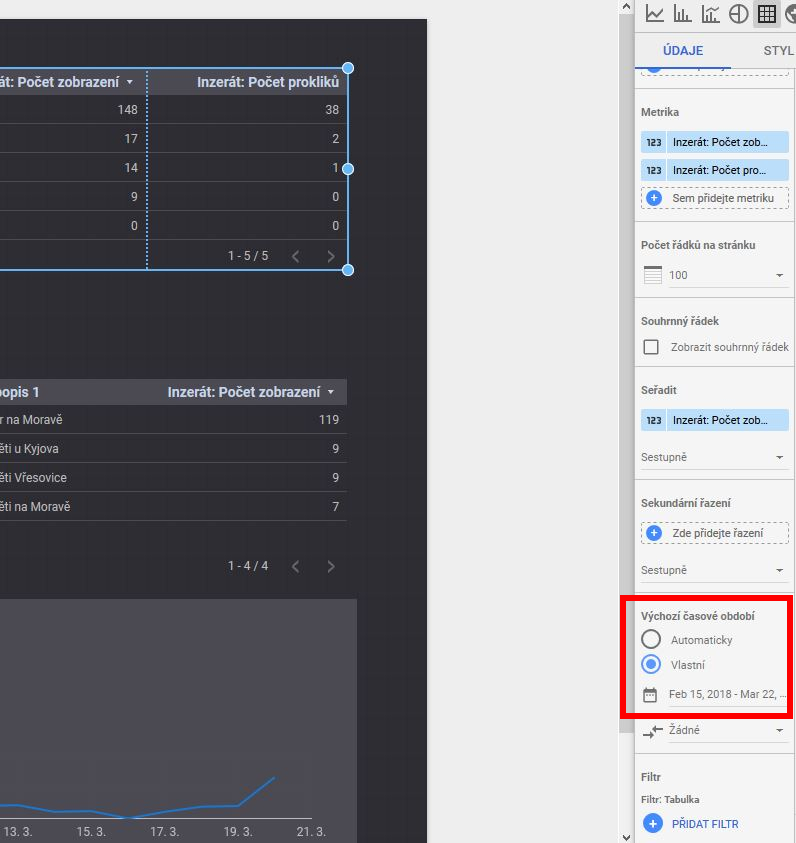 ÚDAJE STYL
át: Počet zobrazení Inzerát: Počet prokliků
148 38
17 2
14 1
9 0
0 0
1 - 5 / 5
popis 1 Inzerát: Počet zobrazení
r na Moravě 119
ěti u Kyjova 9
ěti Vřesovice 9
ěti na Moravě 7
1 - 4 / 4
13. 3. 15. 3. 17. 3. 19. 3. 21. 3.
Metrika
123 Inzerát: Počet zob...
123 Inzerát: Počet pro...
Sem přidejte metriku
Počet řádků na stránku
100
Souhrnný řádek
Zobrazit souhrnný řádek
Seřadit
123 Inzerát: Počet zob...
Sestupně
Sekundární řazení
Zde přidejte řazení
Sestupně
Výchozí časové období
Automaticky
Vlastní
Feb 15, 2018 - Mar 22, ...
Žádné
Filtr
Filtr: Tabulka
PŘIDAT FILTR